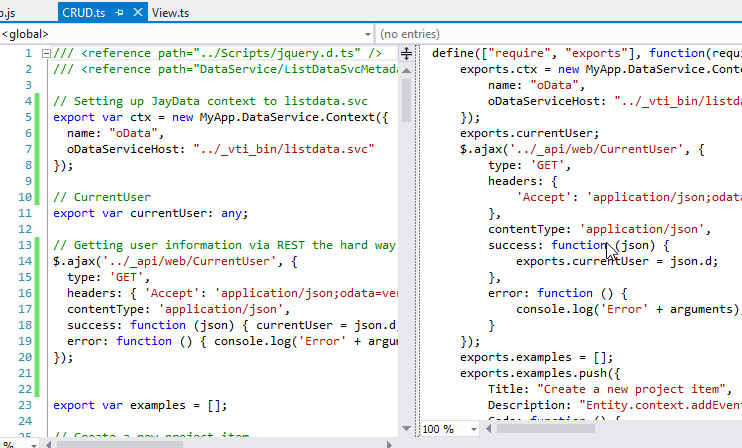 .js
CRUD.ts
View.ts
<global>
(no entries)
1 /// <reference path="../Scripts/jquery.d.ts" />
2 /// <reference path="DataService/ListDataSvcMetada
3
4 // Setting up JayData context to listdata.svc
5 export var ctx = new MyApp.DataService.Context({
6 name: "oData",
7 oDataServiceHost: "../_vti_bin/listdata.svc"
8 });
9
10 // CurrentUser
11 export var currentUser: any;
12
13 // Getting user information via REST the hard way
14 $.ajax('../_api/web/CurrentUser', {
15 type: 'GET',
16 headers: { 'Accept': 'application/json;odata=ver
17 contentType: 'application/json',
18 success: function (json) { currentUser = json.d;
19 error: function () { console.log('Error' + argum
20 });
21
22
23 export var examples = [];
24
25 // Create a new project item
%
define(["require", "exports"], function(requi
exports.ctx = new MyApp.DataService.Conte
name: "oData",
oDataServiceHost: "../_vti_bin/listda
});
exports.currentUser;
$.ajax('../_api/web/CurrentUser', {
type: 'GET',
headers: {
'Accept': 'application/json;odata
},
contentType: 'application/json',
success: function (json) {
exports.currentUser = json.d;
},
error: function () {
console.log('Error' + arguments);
}
});
exports.examples = [];
exports.examples.push({
Title: "Create a new project item",
Description: "Entity.context.addEvent
Code: function () {
100 %